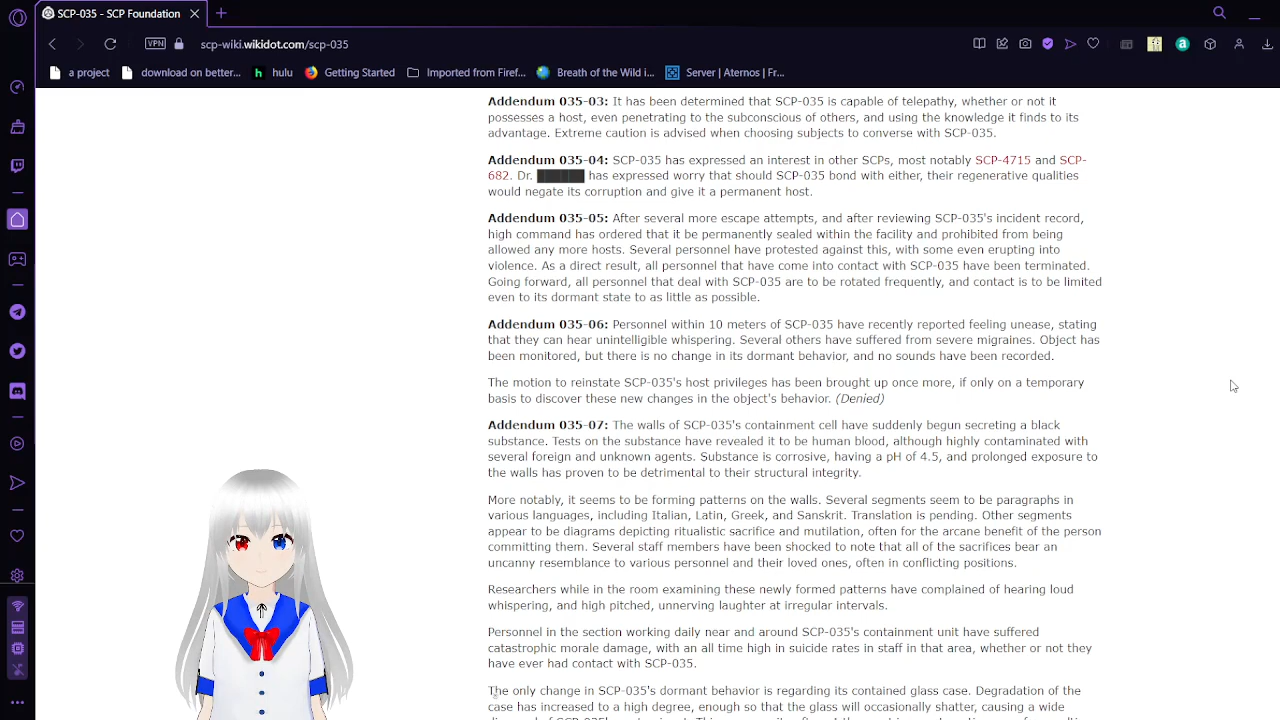 SCP-035 - SCP Foundation
VPN
scp-wiki.wikidot.com/scp-035
a project
download on better...
h
hulu
Getting Started
Imported from Firef...
Breath of the Wild i...
Server | Aternos | Fr...
Addendum 035-03: It has been determined that SCP-035 is capable of telepathy, whether or not it
possesses a host, even penetrating to the subconscious of others, and using the knowledge it finds to its
advantage. Extreme caution is advised when choosing subjects to converse with SCP-035.
Addendum 035-04: SCP-035 has expressed an interest in other SCPs, most notably SCP-4715 and SCP-
682. Dr. ██████ has expressed worry that should SCP-035 bond with either, their regenerative qualities
would negate its corruption and give it a permanent host.
Addendum 035-05: After several more escape attempts, and after reviewing SCP-035's incident record,
high command has ordered that it be permanently sealed within the facility and prohibited from being
allowed any more hosts. Several personnel have protested against this, with some even erupting into
violence. As a direct result, all personnel that have come into contact with SCP-035 have been terminated.
Going forward, all personnel that deal with SCP-035 are to be rotated frequently, and contact is to be limited
even to its dormant state to as little as possible.
Addendum 035-06: Personnel within 10 meters of SCP-035 have recently reported feeling unease, stating
that they can hear unintelligible whispering. Several others have suffered from severe migraines. Object has
been monitored, but there is no change in its dormant behavior, and no sounds have been recorded.
The motion to reinstate SCP-035's host privileges has been brought up once more, if only on a temporary
basis to discover these new changes in the object's behavior. (Denied)
Addendum 035-07: The walls of SCP-035's containment cell have suddenly begun secreting a black
substance. Tests on the substance have revealed it to be human blood, although highly contaminated with
several foreign and unknown agents. Substance is corrosive, having a pH of 4.5, and prolonged exposure to
the walls has proven to be detrimental to their structural integrity.
More notably, it seems to be forming patterns on the walls. Several segments seem to be paragraphs in
various languages, including Italian, Latin, Greek, and Sanskrit. Translation is pending. Other segments
appear to be diagrams depicting ritualistic sacrifice and mutilation, often for the arcane benefit of the person
committing them. Several staff members have been shocked to note that all of the sacrifices bear an
uncanny resemblance to various personnel and their loved ones, often in conflicting positions.
Researchers while in the room examining these newly formed patterns have complained of hearing loud
whispering, and high pitched, unnerving laughter at irregular intervals.
Personnel in the section working daily near and around SCP-035's containment unit have suffered
catastrophic morale damage, with an all time high in suicide rates in staff in that area, whether or not they
have ever had contact with SCP-035.
The only change in SCP-035's dormant behavior is regarding its contained glass case. Degradation of the
case has increased to a high degree, enough so that the glass will occasionally shatter, causing a wide